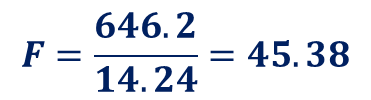 F = 646.2 / 14.24 = 45.38